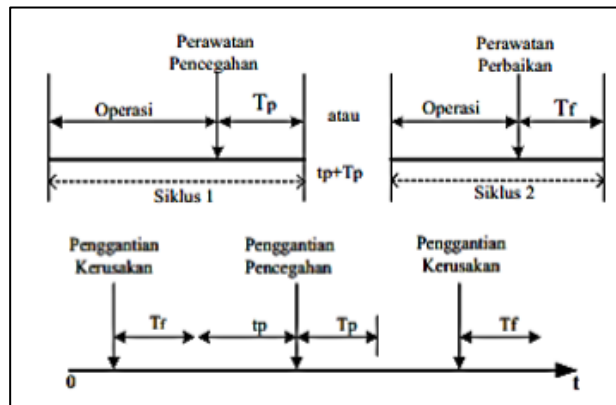 Perawatan
Pencegahan
Perawatan
Perbaikan
Operasi
Tp
atau
Operasi
Tf
Siklus 1
tp+Tp
Siklus 2
Penggantian
Kerusakan
Penggantian
Pencegahan
Penggantian
Kerusakan
Tf
tp
Tp
Tf
0
t